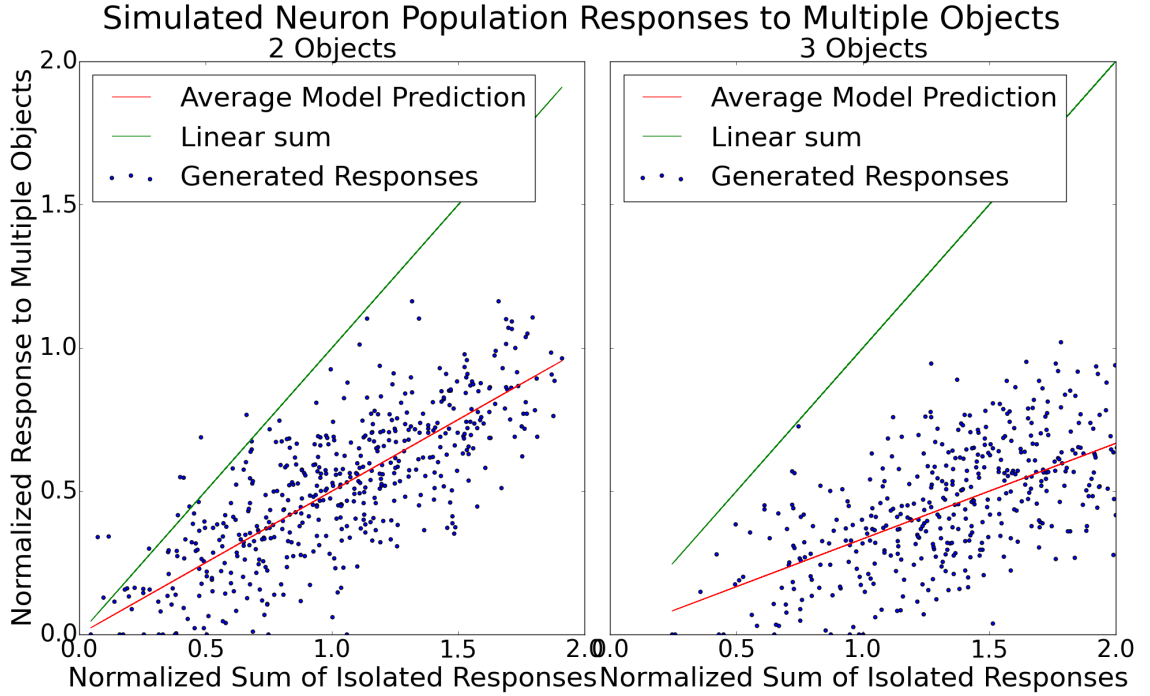 Simulated Neuron Population Responses to Multiple Objects
2 Objects
3 Objects
Average Model Prediction
Linear sum
Generated Responses
Average Model Prediction
Linear sum
Generated Responses
Normalized Response to Multiple Objects
2.0
1.5
1.0
0.5
0.0
0.0 0.5 1.0 1.5 2.0
0.0 0.5 1.0 1.5 2.0
Normalized Sum of Isolated Responses
Normalized Sum of Isolated Responses